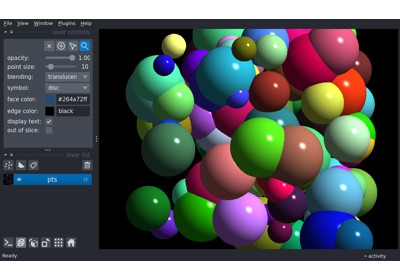 File View Window Plugins Help
layer controls
opacity: 1.00
point size: 10
blending: translucen
symbol: disc
face color: #264a72ff
edge color: black
display text:
out of slice:
layer list
pts
Ready
activity